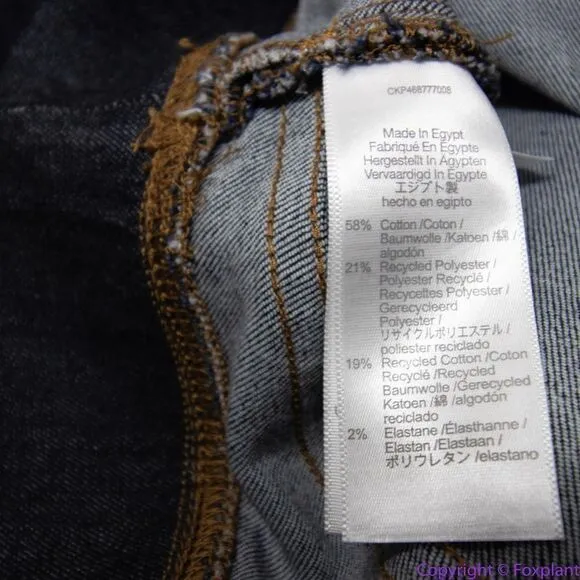 CKP468777008
Made In Egypt
Fabriqué En Egypte
Hergestellt In Ägypten
Vervaardigd In Egypte
エジプト製
hecho en egipto
58% Cotton /Coton /
Baumwolle /Katoen /綿 /
algodón
21% Recycled Polyester /
Polyester Recyclé /
Recycettes Polyester /
Gerecycleerd
Polyester /
リサイクルポリエステル /
poliester reciclado
19% Recycled Cotton /Coton
Recyclé /Recycled
Baumwolle /Gerecycled
Katoen /綿 /algodón
reciclado
2% Elastane /Élasthanne /
Elastan /Elastaan /
ポリウレタン /elastano
Copyright © Foxplant